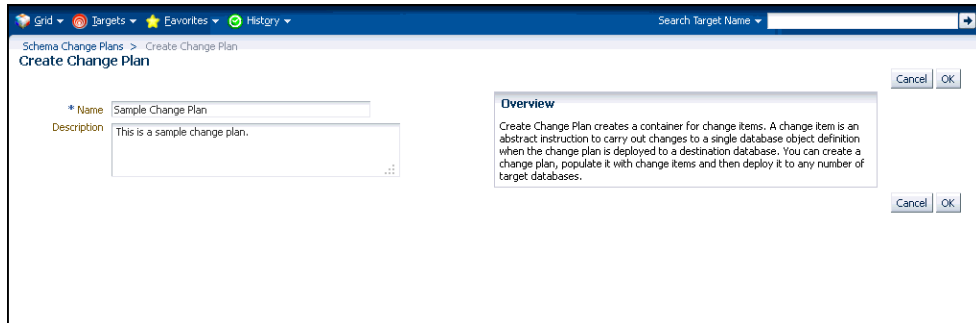 Grid Targets Favorites History Search Target Name
Schema Change Plans > Create Change Plan
Create Change Plan
Cancel OK
* Name Sample Change Plan
Description This is a sample change plan.
Overview
Create Change Plan creates a container for change items. A change item is an
abstract instruction to carry out changes to a single database object definition
when the change plan is deployed to a destination database. You can create a
change plan, populate it with change items and then deploy it to any number of
target databases.
Cancel OK